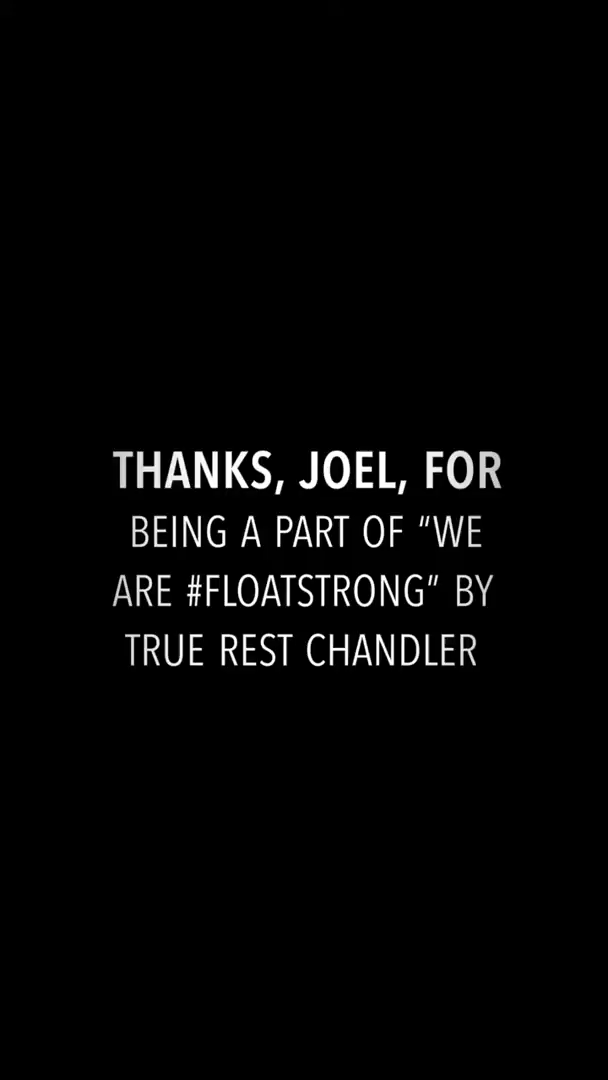 THANKS, JOEL, FOR
BEING A PART OF “WE
ARE #FLOATSTRONG” BY
TRUE REST CHANDLER